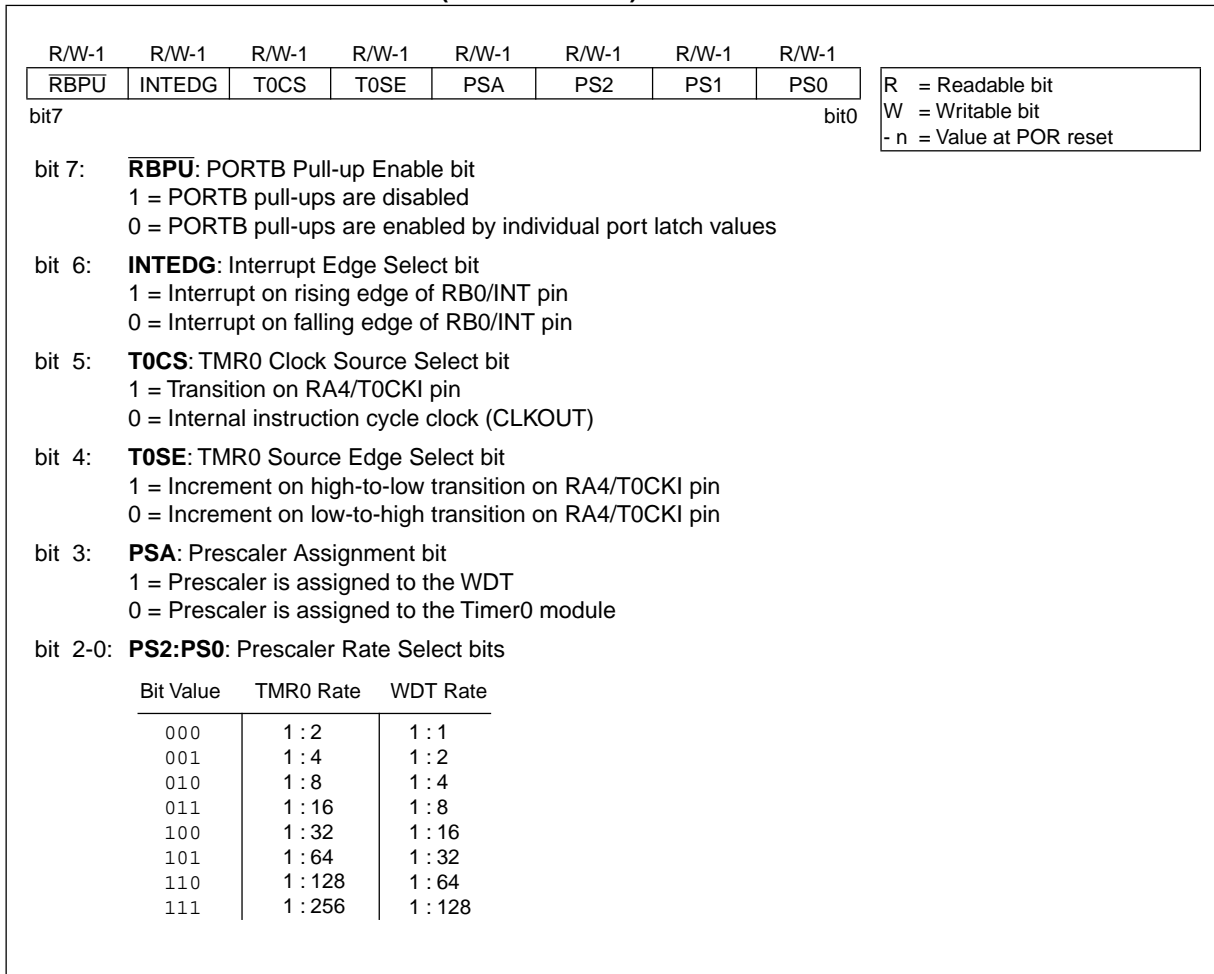 R/W-1 R/W-1 R/W-1 R/W-1 R/W-1 R/W-1 R/W-1 R/W-1
RBPU INTEDG T0CS T0SE PSA PS2 PS1 PS0
bit7 bit0
R = Readable bit
W = Writable bit
- n = Value at POR reset
bit 7: RBPU: PORTB Pull-up Enable bit
1 = PORTB pull-ups are disabled
0 = PORTB pull-ups are enabled by individual port latch values
bit 6: INTEDG: Interrupt Edge Select bit
1 = Interrupt on rising edge of RB0/INT pin
0 = Interrupt on falling edge of RB0/INT pin
bit 5: T0CS: TMR0 Clock Source Select bit
1 = Transition on RA4/T0CKI pin
0 = Internal instruction cycle clock (CLKOUT)
bit 4: T0SE: TMR0 Source Edge Select bit
1 = Increment on high-to-low transition on RA4/T0CKI pin
0 = Increment on low-to-high transition on RA4/T0CKI pin
bit 3: PSA: Prescaler Assignment bit
1 = Prescaler is assigned to the WDT
0 = Prescaler is assigned to the Timer0 module
bit 2-0: PS2:PS0: Prescaler Rate Select bits
Bit Value TMR0 Rate WDT Rate
000 1 : 2 1 : 1
001 1 : 4 1 : 2
010 1 : 8 1 : 4
011 1 : 16 1 : 8
100 1 : 32 1 : 16
101 1 : 64 1 : 32
110 1 : 128 1 : 64
111 1 : 256 1 : 128